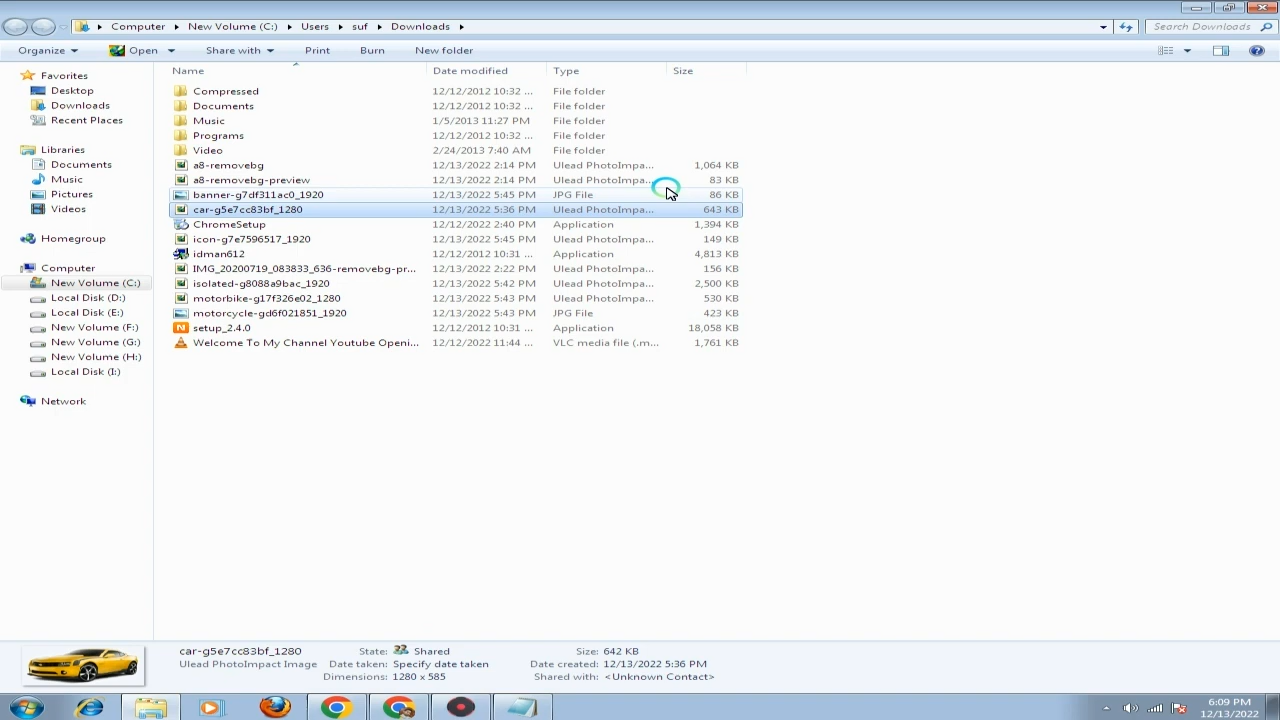 Computer New Volume (C:) Users suf Downloads Search Downloads
Organize Open Share with Print Burn New folder
Name Date modified Type Size
Favorites
Desktop
Downloads
Recent Places
Libraries
Documents
Music
Pictures
Videos
Homegroup
Computer
New Volume (C:)
Local Disk (D:)
Local Disk (E:)
New Volume (F:)
New Volume (G:)
New Volume (H:)
Local Disk (I:)
Network
Compressed 12/12/2012 10:32 ... File folder
Documents 12/12/2012 10:32 ... File folder
Music 1/5/2013 11:27 PM File folder
Programs 12/12/2012 10:32 ... File folder
Video 2/24/2013 7:40 AM File folder
a8-removebg 12/13/2022 2:14 PM Ulead PhotoImpa... 1,064 KB
a8-removebg-preview 12/13/2022 2:14 PM Ulead PhotoImpa... 83 KB
banner-g7df311ac0_1920 12/13/2022 5:45 PM JPG File 86 KB
car-g5e7cc83bf_1280 12/13/2022 5:36 PM Ulead PhotoImpa... 643 KB
ChromeSetup 12/12/2022 2:40 PM Application 1,394 KB
icon-g7e7596517_1920 12/13/2022 5:45 PM Ulead PhotoImpa... 149 KB
idman612 12/12/2012 10:31 ... Application 4,813 KB
IMG_20200719_083833_636-removebg-pr... 12/13/2022 2:22 PM Ulead PhotoImpa... 156 KB
isolated-g8088a9bac_1920 12/13/2022 5:42 PM Ulead PhotoImpa... 2,500 KB
motorbike-g17f326e02_1280 12/13/2022 5:43 PM Ulead PhotoImpa... 530 KB
motorcycle-gd6f021851_1920 12/13/2022 5:43 PM JPG File 423 KB
setup_2.4.0 12/12/2012 10:31 ... Application 18,058 KB
Welcome To My Channel Youtube Openi... 12/12/2022 11:44 ... VLC media file (.m... 1,761 KB
car-g5e7cc83bf_1280 State: Shared Size: 642 KB
Ulead PhotoImpact Image Date taken: Specify date taken Date created: 12/13/2022 5:36 PM
Dimensions: 1280 x 585 Shared with: <Unknown Contact>
6:09 PM
12/13/2022